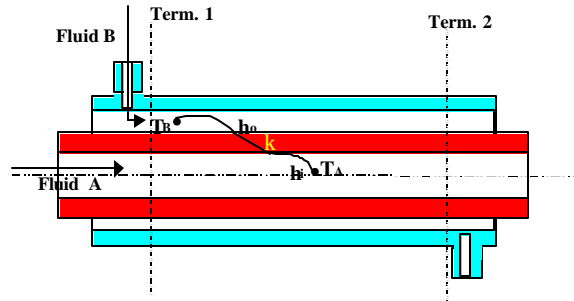 Term. 1
Term. 2
Fluid B
TB
ho
k
hi
TA
Fluid A